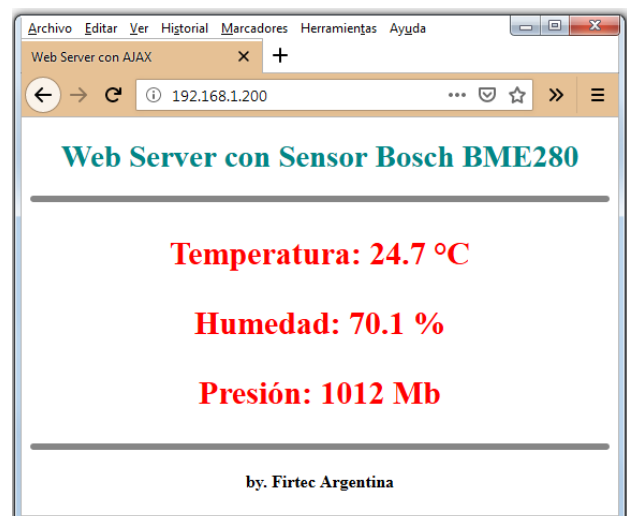 Archivo Editar Ver Historial Marcadores Herramientas Ayuda
Web Server con AJAX
192.168.1.200
Web Server con Sensor Bosch BME280
Temperatura: 24.7 °C
Humedad: 70.1 %
Presión: 1012 Mb
by. Firtec Argentina